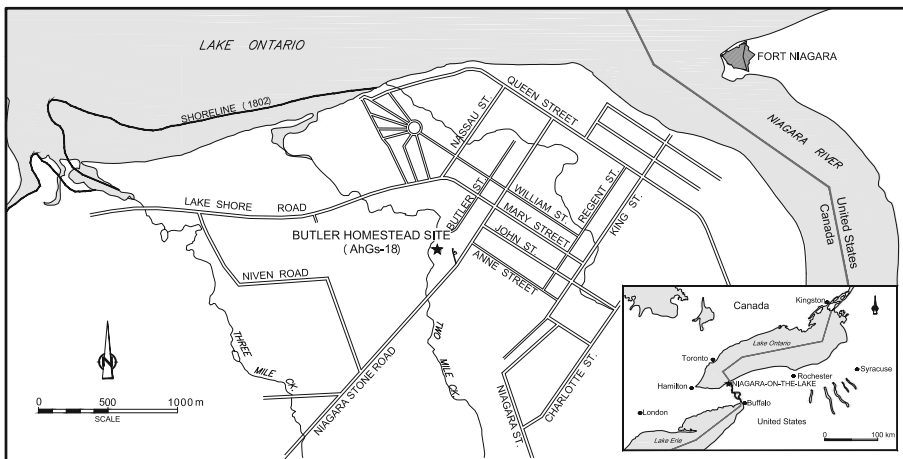 LAKE ONTARIO
FORT NIAGARA
SHORELINE (1802)
NASSAU ST.
QUEEN STREET
NIAGARA RIVER
LAKE SHORE ROAD
BUTLER ST.
WILLIAM ST.
MARY STREET
JOHN ST.
ANNE STREET
REGENT ST.
KING ST.
United States
Canada
BUTLER HOMESTEAD SITE
(AhGs-18)
NIVEN ROAD
THREE MILE CK.
TWO MILE CK
NIAGARA STONE ROAD
NIAGARA ST.
CHARLOTTE ST.
N
0 500 1000 m
SCALE
Canada
Kingston
Lake Ontario
Toronto
Rochester
Syracuse
Hamilton
NIAGARA-ON-THE-LAKE
Buffalo
London
United States
Lake Erie
0 100 km